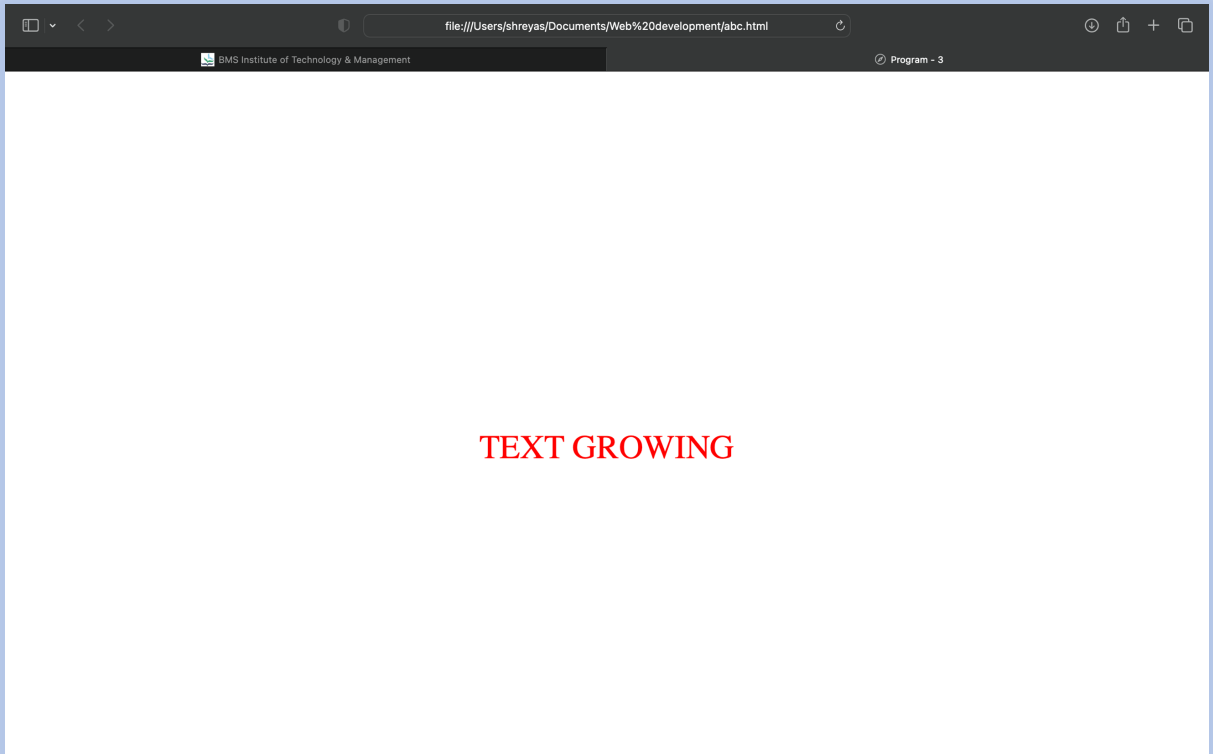 file:///Users/shreyas/Documents/Web%20development/abc.html
BMS Institute of Technology & Management
Program - 3
TEXT GROWING